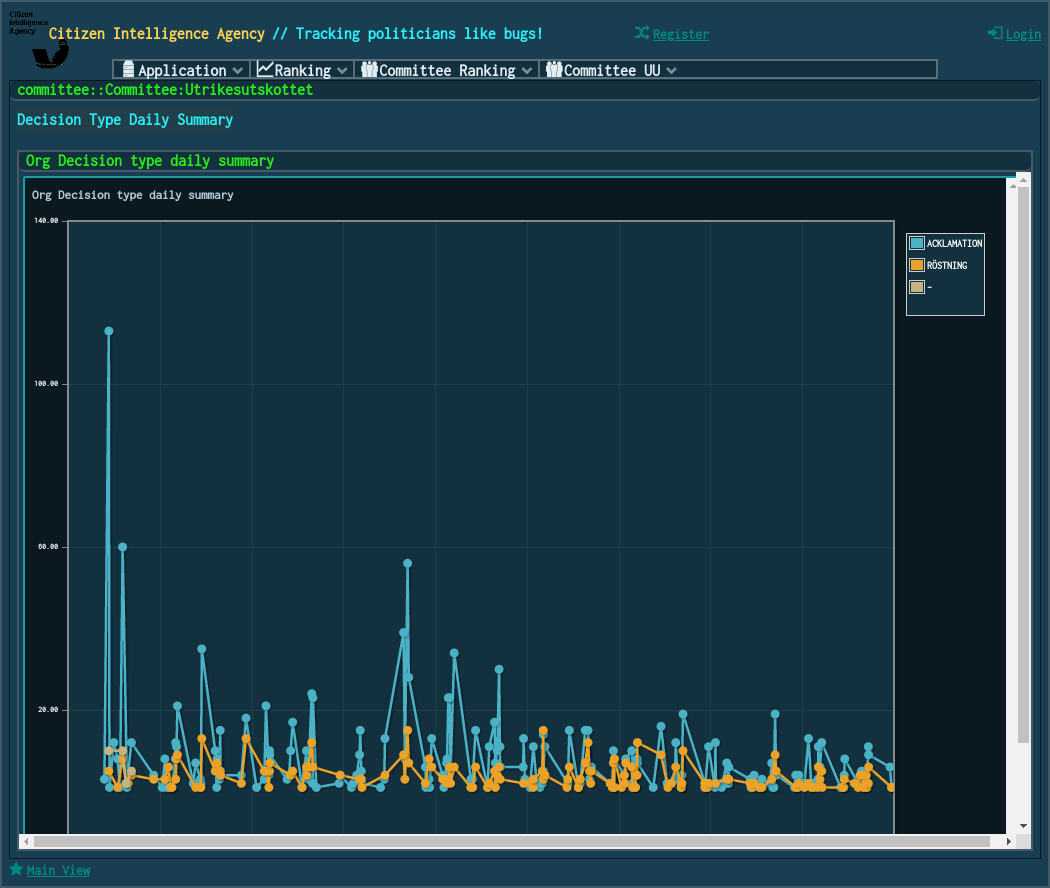 Citizen
Intelligence
Agency
Citizen Intelligence Agency // Tracking politicians like bugs!
Register
Login
Application
Ranking
Committee Ranking
Committee UU
committee::Committee:Utrikesutskottet
Decision Type Daily Summary
Org Decision type daily summary
Org Decision type daily summary
140.00
100.00
60.00
20.00
ACKLAMATION
RÖSTNING
-
Main View